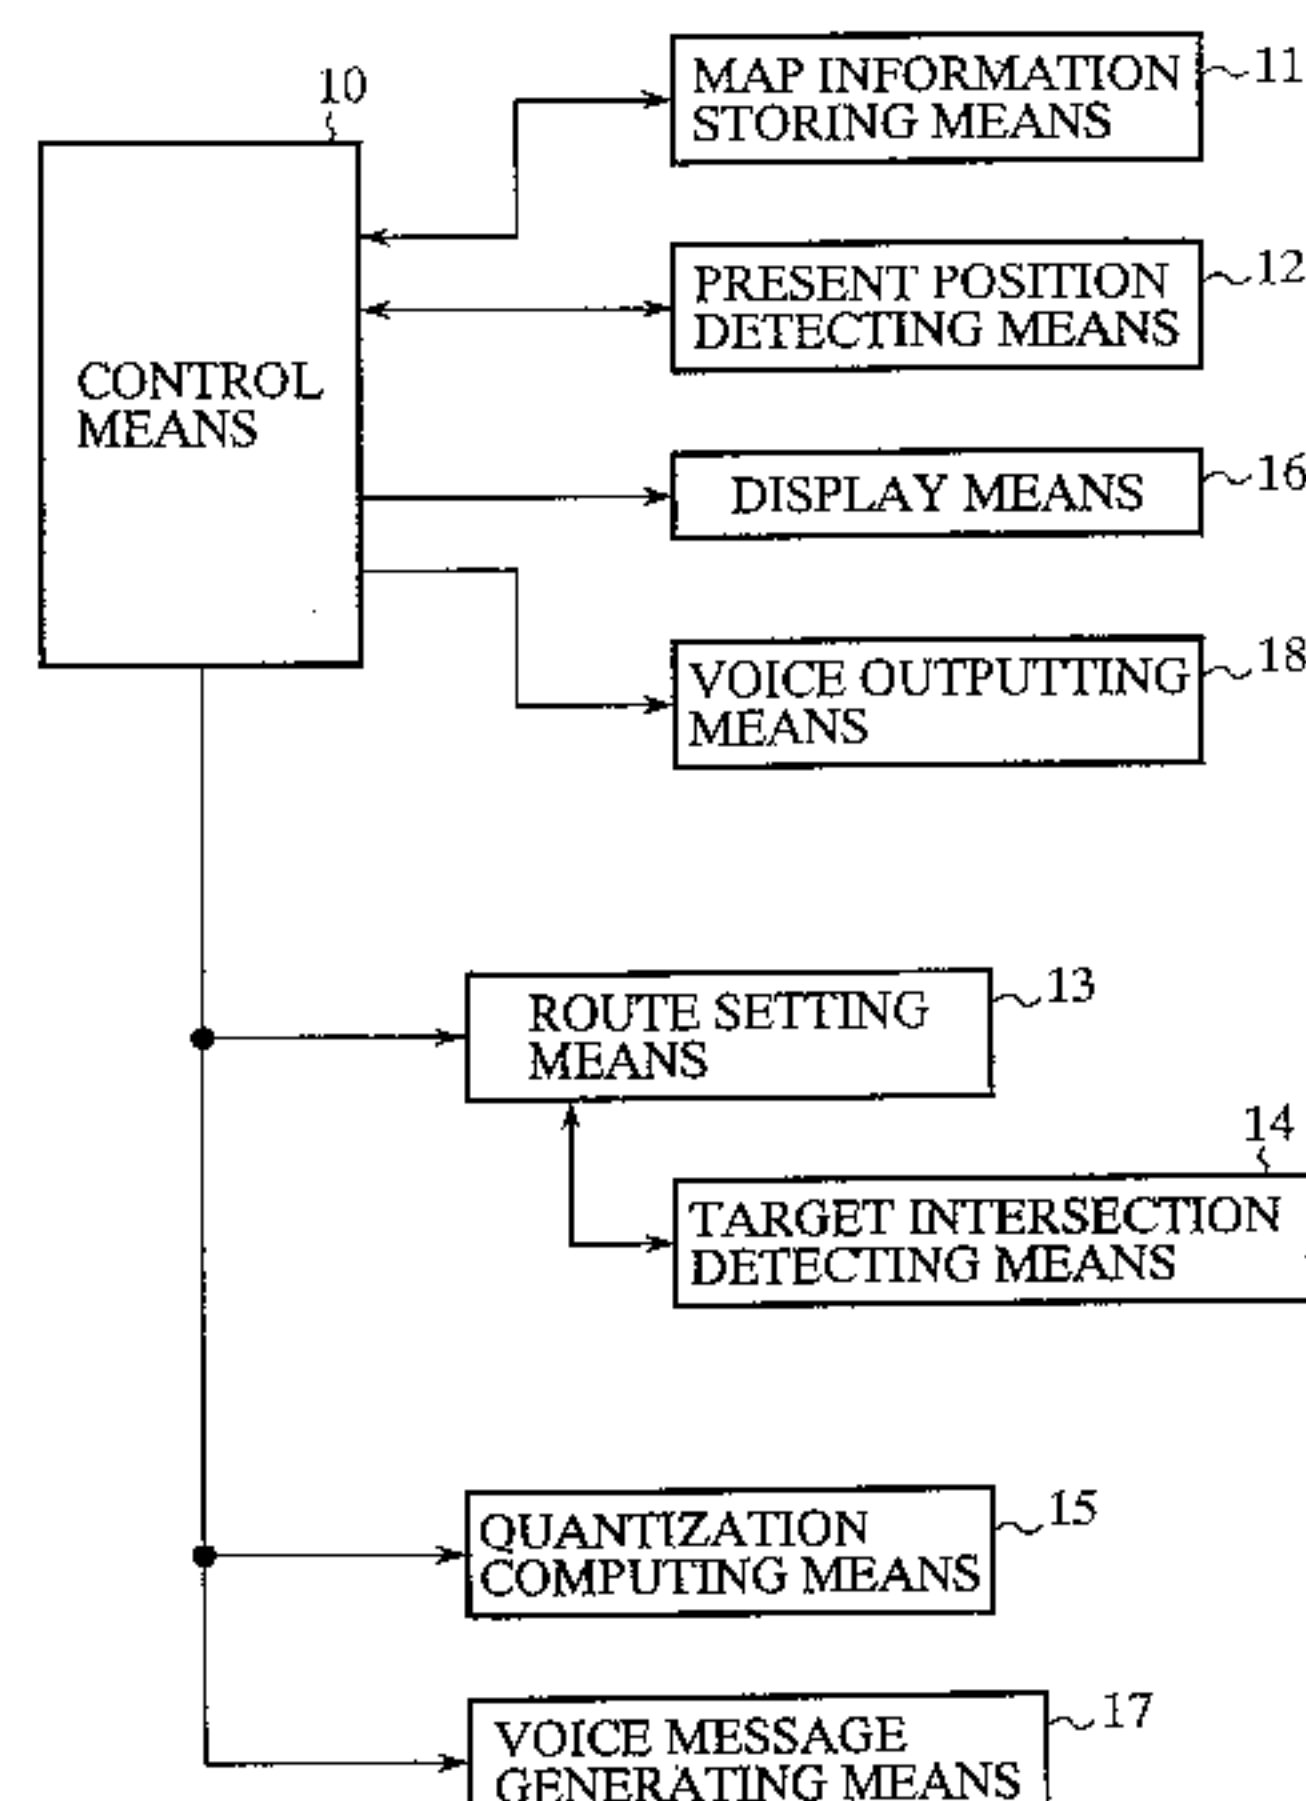 10
CONTROL
MEANS
MAP INFORMATION
STORING MEANS
11
PRESENT POSITION
DETECTING MEANS
12
DISPLAY MEANS
16
VOICE OUTPUTTING
MEANS
18
ROUTE SETTING
MEANS
13
14
TARGET INTERSECTION
DETECTING MEANS
QUANTIZATION
COMPUTING MEANS
15
VOICE MESSAGE
GENERATING MEANS
17